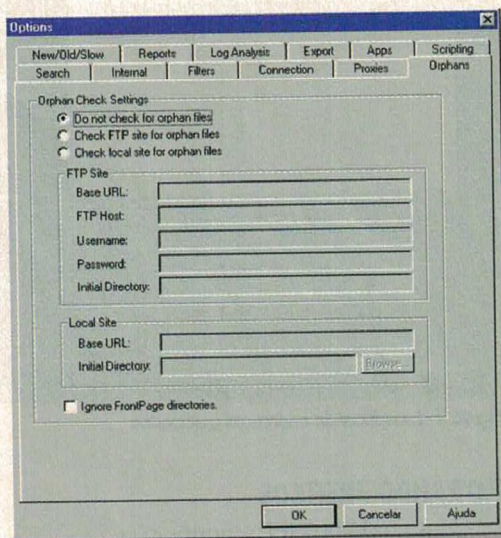 Options
New/Old/Slow Reports Log Analysis Export Apps Scripting
Search Internal Filters Connection Proxies Orphans
Orphan Check Settings
Do not check for orphan files
Check FTP site for orphan files
Check local site for orphan files
FTP Site
Base URL:
FTP Host:
Username:
Password:
Initial Directory:
Local Site
Base URL:
Initial Directory:
Browse...
Ignore FrontPage directories.
OK Cancelar Ajuda